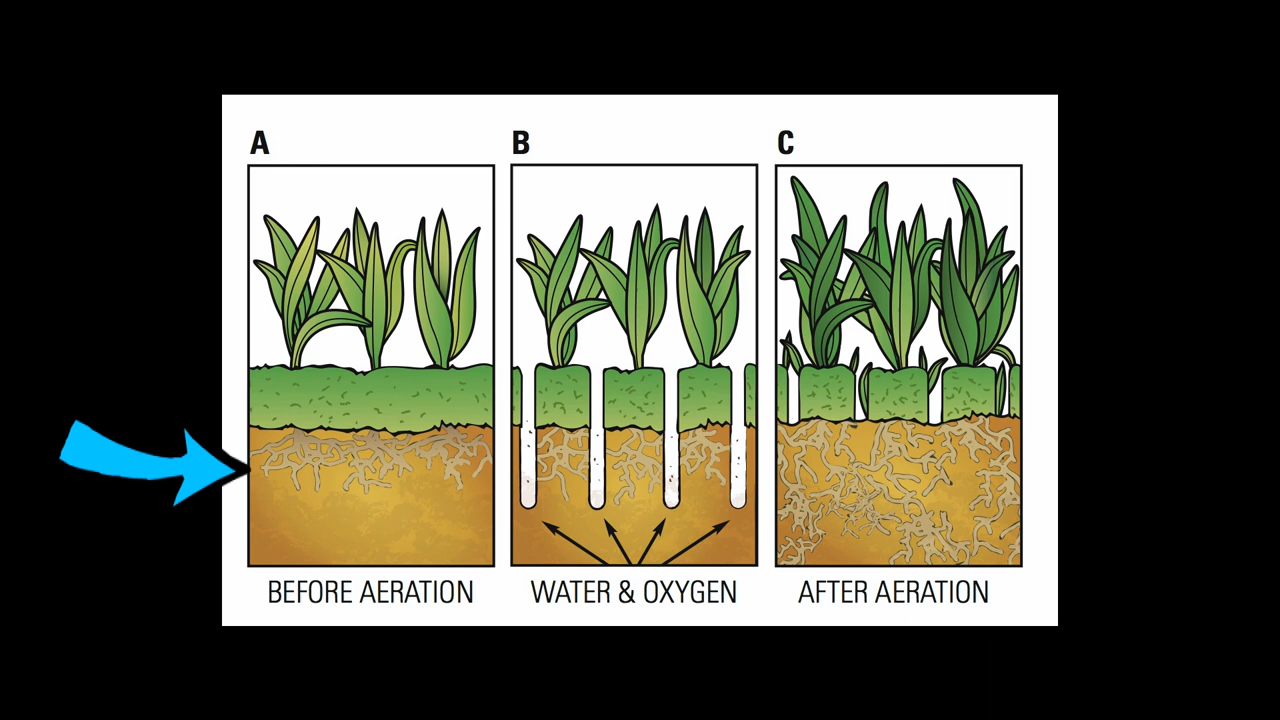 A
B
C
BEFORE AERATION
WATER & OXYGEN
AFTER AERATION